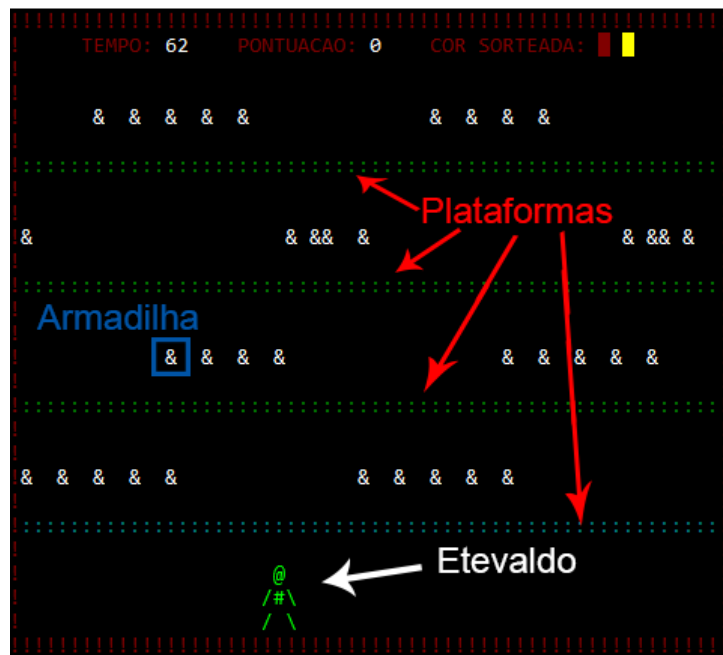 TEMPO: 62 PONTUACAO: 0 COR SORTEADA:
& & & & & & & & &
Plataformas
& & && & & && &
Armadilha
& & & & & & & & &
& & & & & & & & & &
Etevaldo
@
/#\
/ \